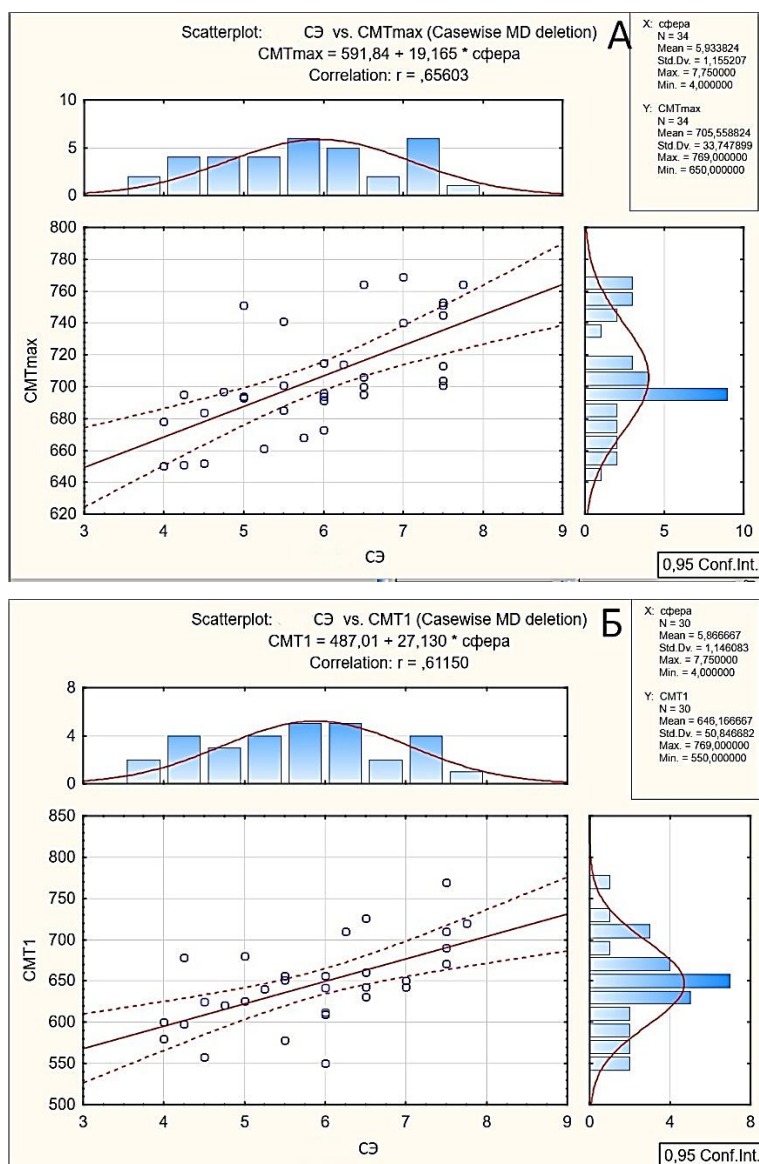 Scatterplot: СЭ vs. CMTmax (Casewise MD deletion)
CMTmax = 591,84 + 19,165 * сфера
Correlation: r = ,65603
А
X: сфера
N = 34
Mean = 5,933824
Std.Dv. = 1,155207
Max. = 7,750000
Min. = 4,000000
Y: CMTmax
N = 34
Mean = 705,558824
Std.Dv. = 33,747899
Max. = 769,000000
Min. = 650,000000
10
5
0
800
780
760
740
720
700
680
660
640
620
CMTmax
3 4 5 6 7 8 9
СЭ
0 5 10
0,95 Conf.Int.
Scatterplot: СЭ vs. CMT1 (Casewise MD deletion)
CMT1 = 487,01 + 27,130 * сфера
Correlation: r = ,61150
Б
X: сфера
N = 30
Mean = 5,866667
Std.Dv. = 1,146083
Max. = 7,750000
Min. = 4,000000
Y: CMT1
N = 30
Mean = 646,166667
Std.Dv. = 50,846682
Max. = 769,000000
Min. = 550,000000
8
4
0
850
800
750
700
650
600
550
500
CMT1
3 4 5 6 7 8 9
СЭ
0 4 8
0,95 Conf.Int.